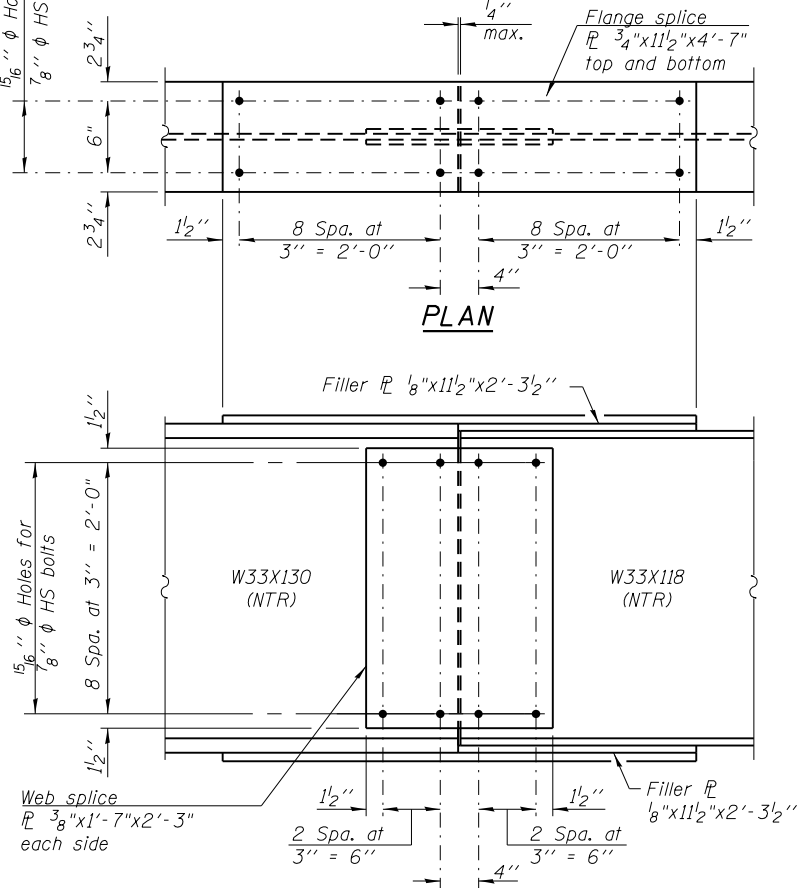 1/4'' max.
Flange splice
℄ 3/4"x11 1/2"x4'-7"
top and bottom
15/16'' φ Ho
7/8'' φ HS
2 3/4''
6"
2 3/4''
1 1/2''
8 Spa. at
3'' = 2'-0''
8 Spa. at
3'' = 2'-0''
1 1/2''
4''
PLAN
Filler ℄ 1/8"x11 1/2"x2'-3 1/2''
1 1/2''
15/16'' φ Holes for
7/8'' φ HS bolts
8 Spa. at 3'' = 2'-0"
W33X130
(NTR)
W33X118
(NTR)
1 1/2''
Web splice
℄ 3/8"x1'-7"x2'-3"
each side
1 1/2''
2 Spa. at
3'' = 6''
1 1/2''
2 Spa. at
3'' = 6''
4''
Filler ℄
1/8"x11 1/2"x2'-3 1/2''